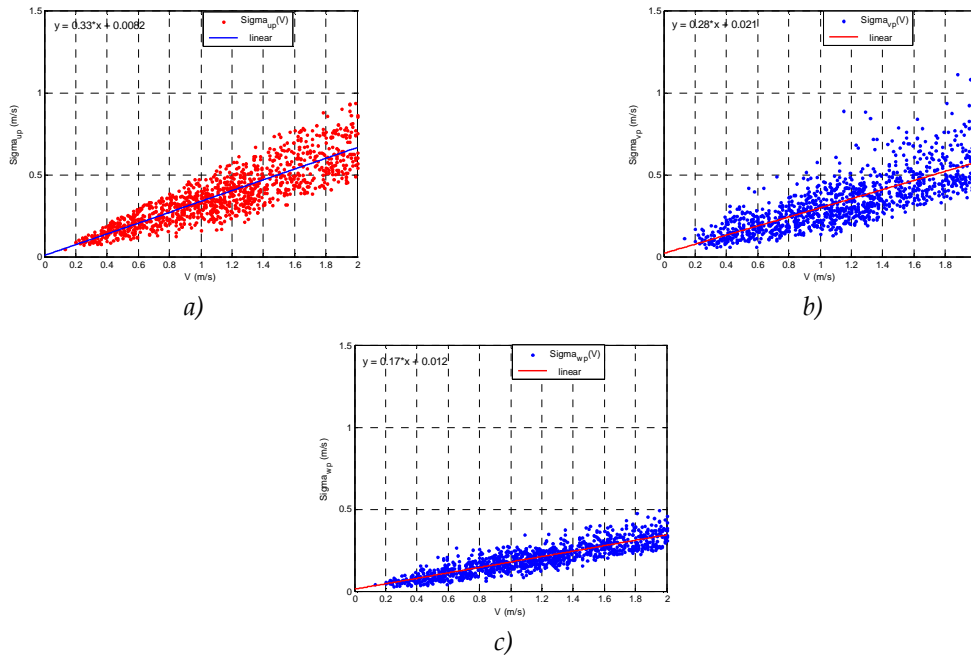 y = 0.33*x + 0.0082
Sigma_up(V)
linear
1.5
1
0.5
0
Sigma_up (m/s)
0 0.2 0.4 0.6 0.8 1 1.2 1.4 1.6 1.8 2
V (m/s)
a)
y = 0.28*x + 0.021
Sigma_vp(V)
linear
1.5
1
0.5
0
Sigma_vp (m/s)
0 0.2 0.4 0.6 0.8 1 1.2 1.4 1.6 1.8
V (m/s)
b)
y = 0.17*x + 0.012
Sigma_wp(V)
linear
1.5
1
0.5
0
Sigma_wp (m/s)
0 0.2 0.4 0.6 0.8 1 1.2 1.4 1.6 1.8 2
V (m/s)
c)